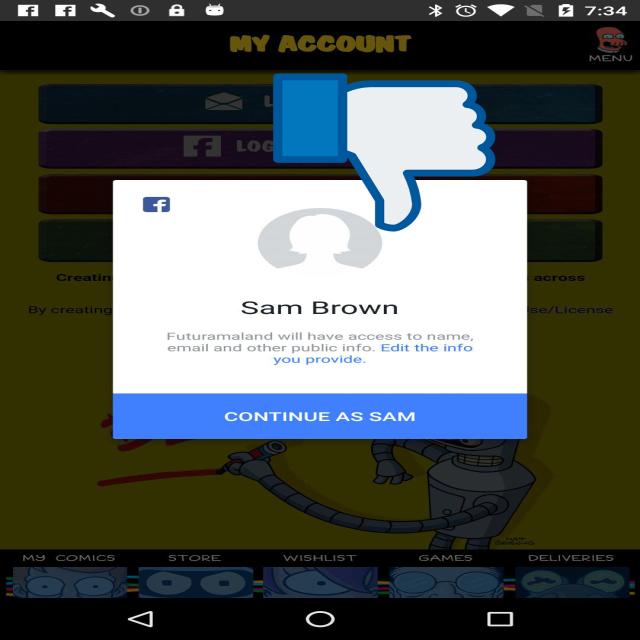 7:34
MY ACCOUNT
MENU
LOG
Creatin across
By creating Use/License
Sam Brown
Futuramaland will have access to name,
email and other public info. Edit the info
you provide.
CONTINUE AS SAM
MY COMICS STORE WISHLIST GAMES DELIVERIES